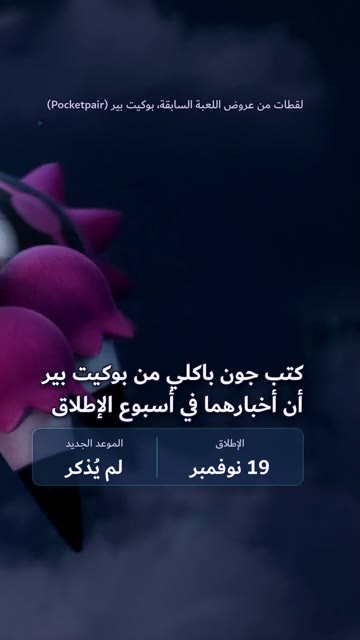 لقطات من عروض اللعبة السابقة، بوكيت بير (Pocketpair)
كتب جون باكلي من بوكيت بير
أن أخبارهما في أسبوع الإطلاق
الإطلاق
19 نوفمبر
الموعد الجديد
لم يُذكر